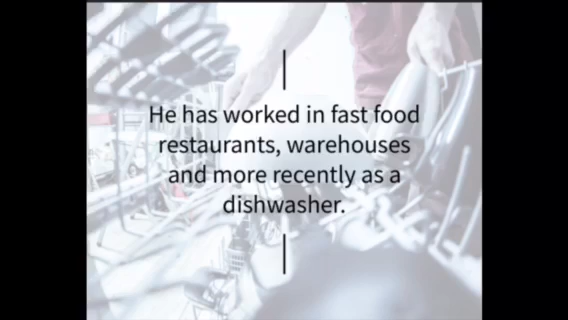 He has worked in fast food
restaurants, warehouses
and more recently as a
dishwasher.